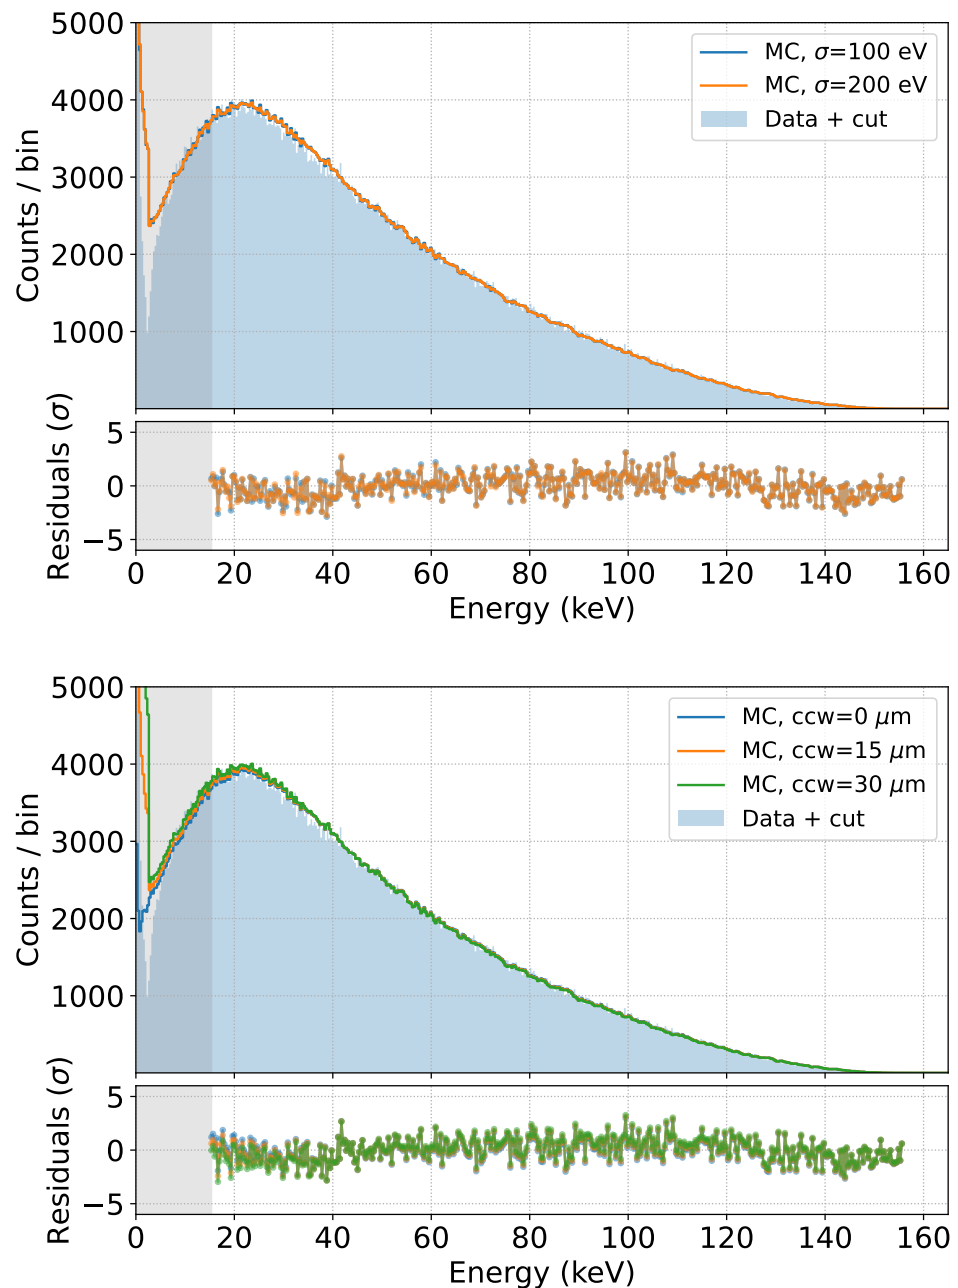 5000
4000
3000
2000
1000
Counts / bin
MC, σ=100 eV
MC, σ=200 eV
Data + cut
5
0
−5
Residuals (σ)
0 20 40 60 80 100 120 140 160
Energy (keV)
5000
4000
3000
2000
1000
Counts / bin
MC, ccw=0 μm
MC, ccw=15 μm
MC, ccw=30 μm
Data + cut
5
0
−5
Residuals (σ)
0 20 40 60 80 100 120 140 160
Energy (keV)